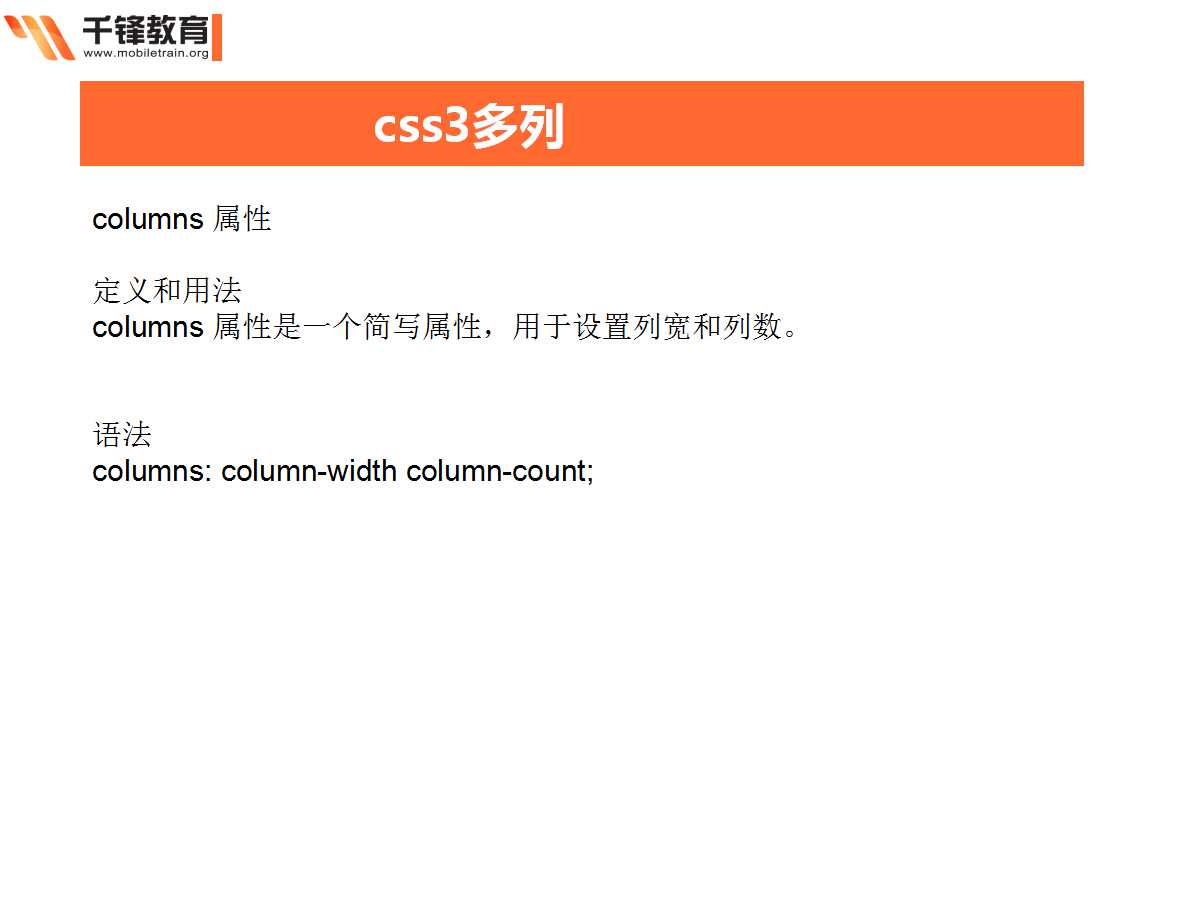 千锋教育
www.mobiletrain.org
css3多列
columns 属性
定义和用法
columns 属性是一个简写属性，用于设置列宽和列数。
语法
columns: column-width column-count;